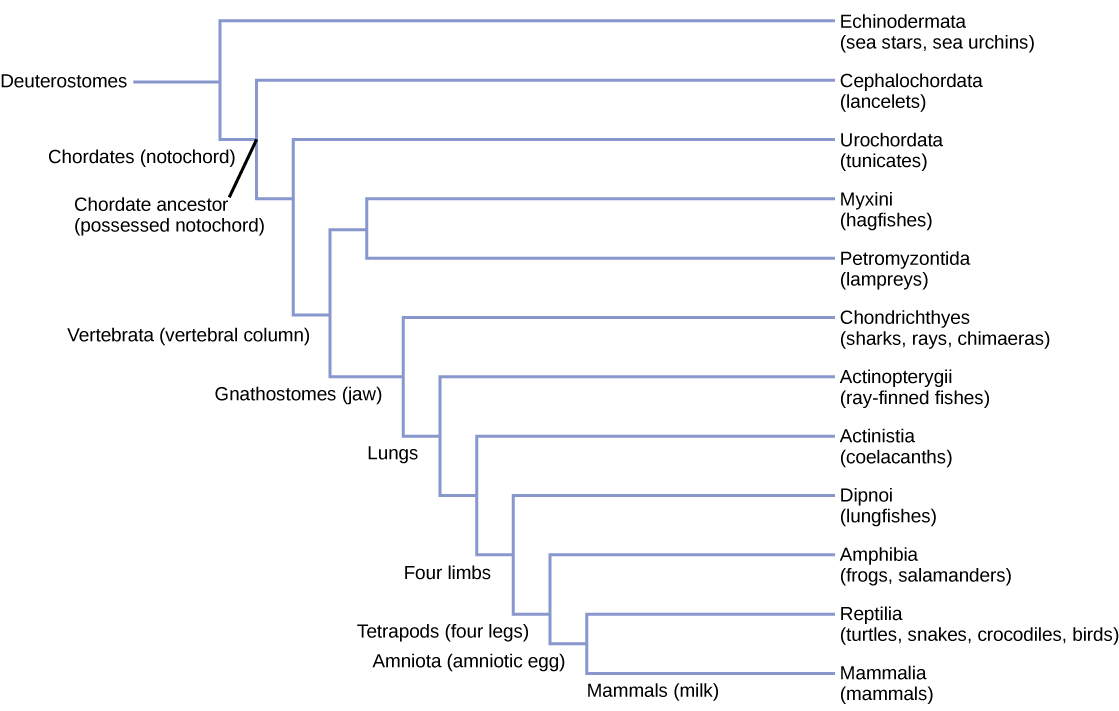 Echinodermata
(sea stars, sea urchins)
Deuterostomes
Cephalochordata
(lancelets)
Chordates (notochord)
Urochordata
(tunicates)
Chordate ancestor
(possessed notochord)
Myxini
(hagfishes)
Petromyzontida
(lampreys)
Vertebrata (vertebral column)
Chondrichthyes
(sharks, rays, chimaeras)
Gnathostomes (jaw)
Actinopterygii
(ray-finned fishes)
Lungs
Actinistia
(coelacanths)
Dipnoi
(lungfishes)
Four limbs
Amphibia
(frogs, salamanders)
Tetrapods (four legs)
Reptilia
(turtles, snakes, crocodiles, birds)
Amniota (amniotic egg)
Mammalia
(mammals)
Mammals (milk)